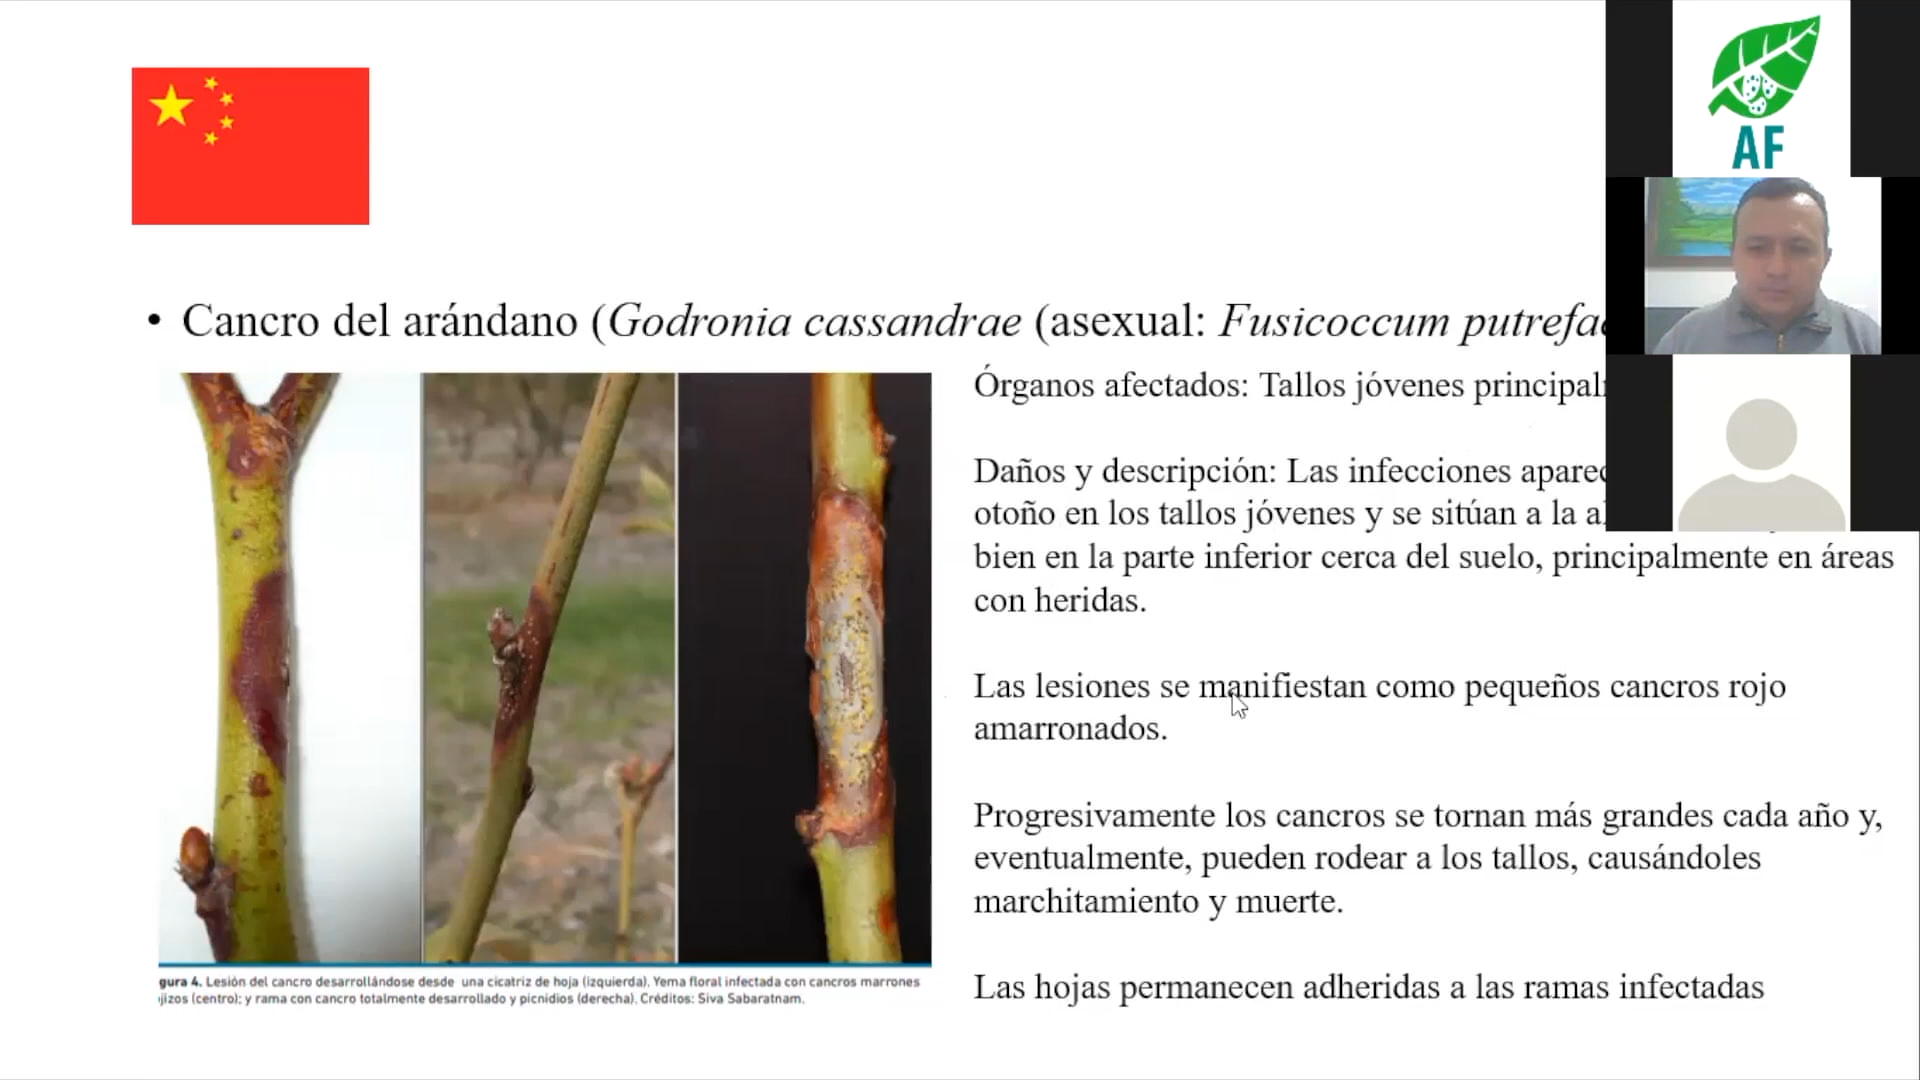 AF
• Cancro del arándano (Godronia cassandrae (asexual: Fusicoccum
Órganos afectados: Tallos jóvenes
Daños y descripción: Las infecciones
otoño en los tallos jóvenes y se sitúan a la
bien en la parte inferior cerca del suelo, principalmente en áreas
con heridas.
Las lesiones se manifiestan como pequeños cancros rojo
amarronados.
Progresivamente los cancros se tornan más grandes cada año y,
eventualmente, pueden rodear a los tallos, causándoles
marchitamiento y muerte.
Las hojas permanecen adheridas a las ramas infectadas
gura 4. Lesión del cancro desarrollándose desde una cicatriz de hoja (izquierda). Yema floral infectada con cancros marrones
jizos (centro); y rama con cancro totalmente desarrollado y picnidios (derecha). Créditos: Siva Sabaratnam.